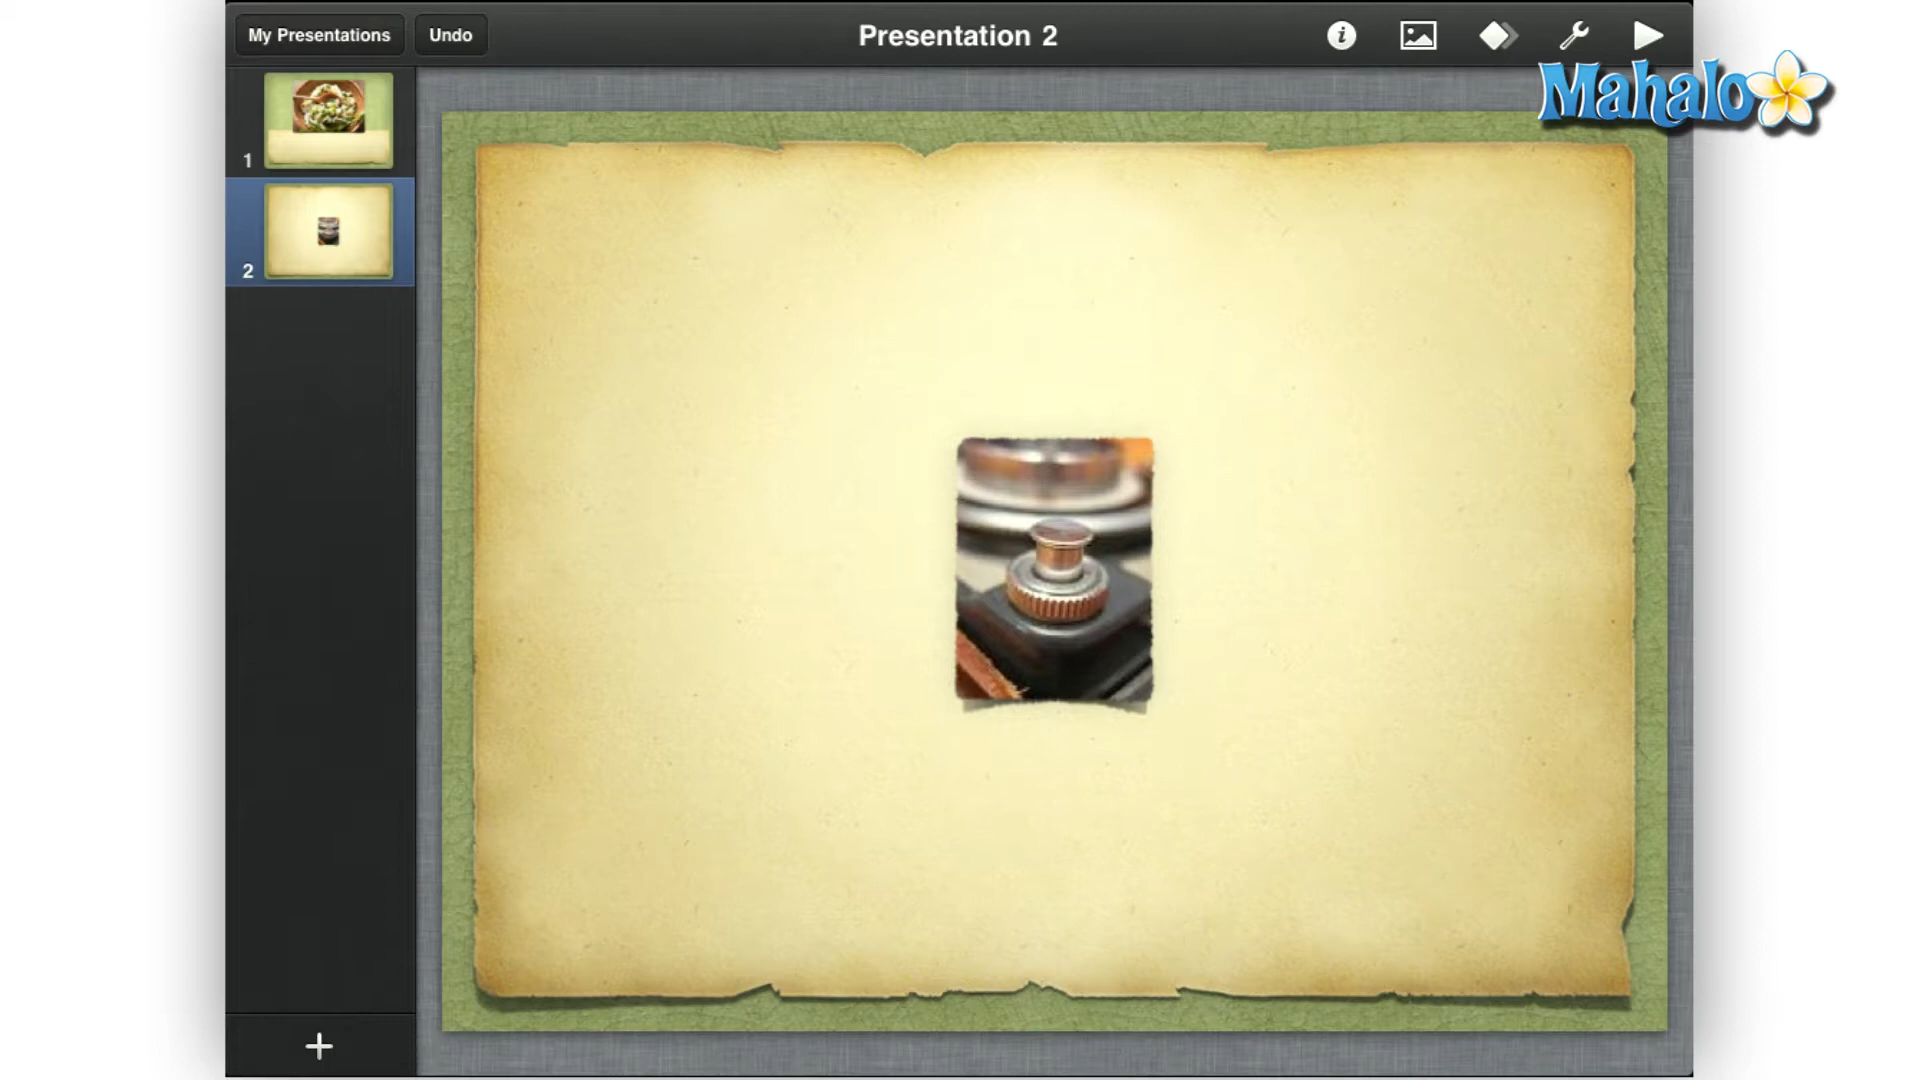 My Presentations
Undo
Presentation 2
i
Mahalo
1
2